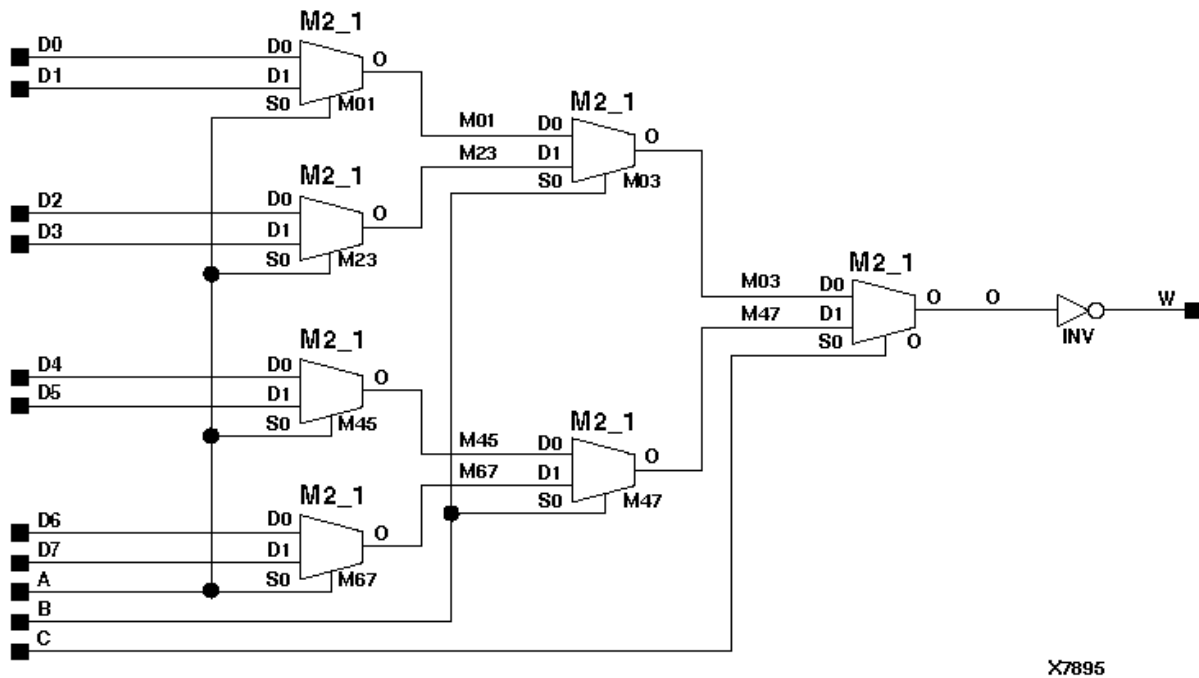 M2_1
D0 D0 O
D1 D1
S0 M01
M2_1
M01 D0 O
M23 D1
S0 M03
M2_1
D2 D0 O
D3 D1
S0 M23
M2_1
M03 D0 O O W
M47 D1
S0 O INV
M2_1
D4 D0 O
D5 D1
S0 M45
M2_1
M45 D0 O
M67 D1
S0 M47
M2_1
D6 D0 O
D7 D1
A S0 M67
B
C
X7895